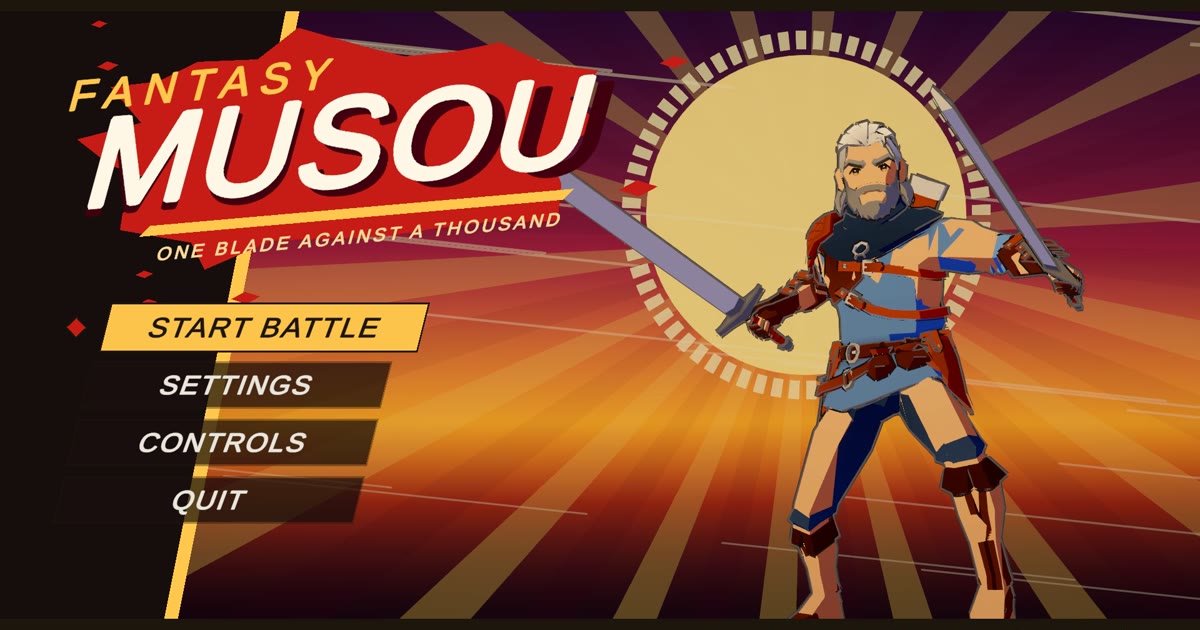 FANTASY
MUSOU
ONE BLADE AGAINST A THOUSAND
START BATTLE
SETTINGS
CONTROLS
QUIT